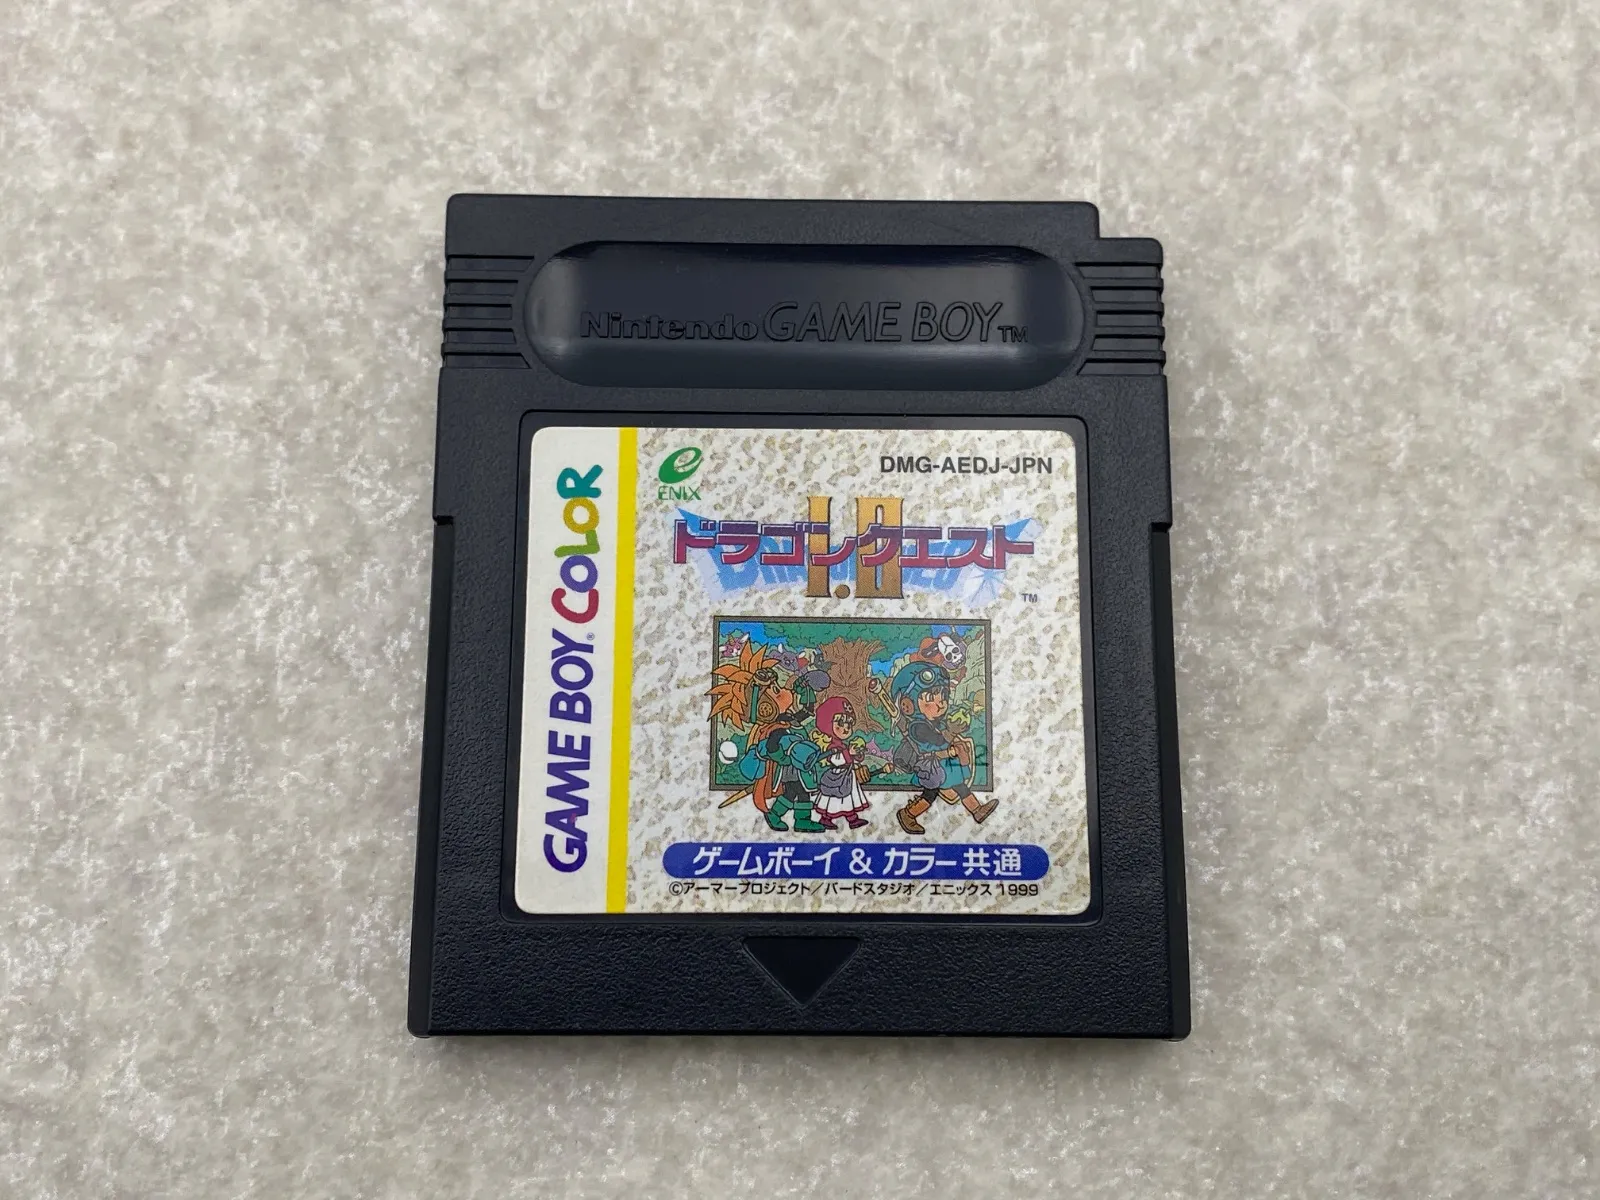 Nintendo GAME BOY TM
GAME BOY® COLOR
ENIX
DMG-AEDJ-JPN
ドラゴンクエスト
I・II
TM
ゲームボーイ & カラー 共通
©アーマープロジェクト/バードスタジオ/エニックス 1999